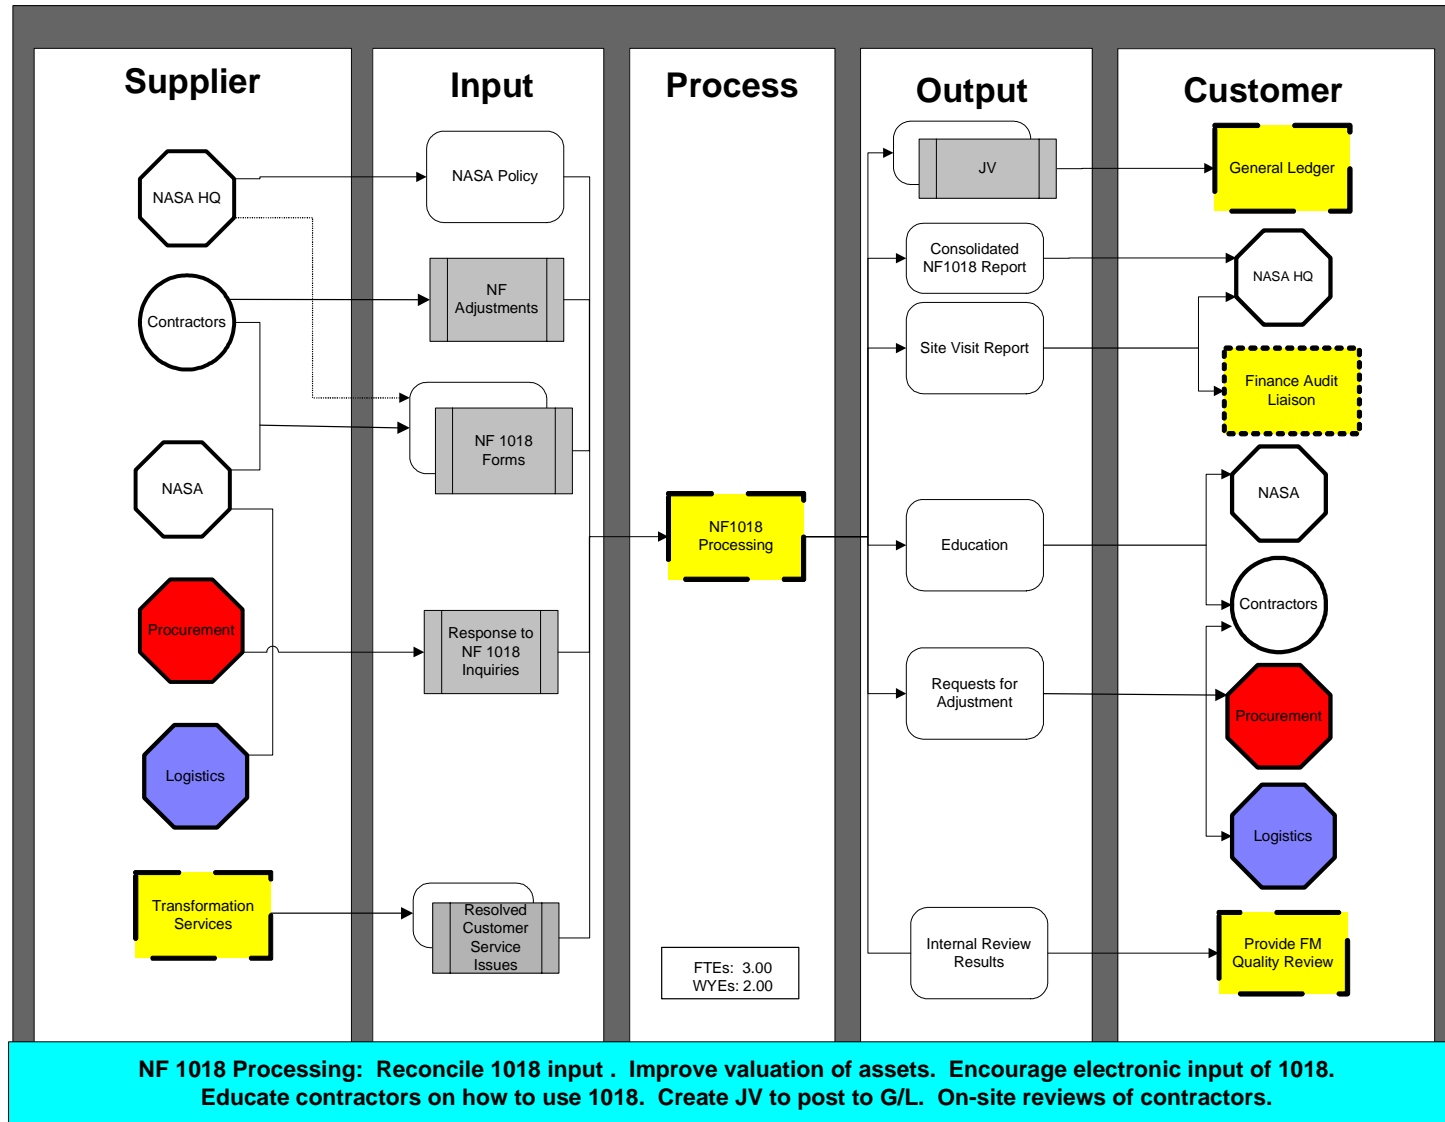 Supplier
Input
Process
Output
Customer
NASA HQ
Contractors
NASA
Procurement
Logistics
Transformation
Services
NASA Policy
NF
Adjustments
NF 1018
Forms
Response to
NF 1018
Inquiries
Resolved
Customer
Service
Issues
NF1018
Processing
FTEs: 3.00
WYEs: 2.00
JV
Consolidated
NF1018 Report
Site Visit Report
Education
Requests for
Adjustment
Internal Review
Results
General Ledger
NASA HQ
Finance Audit
Liaison
NASA
Contractors
Procurement
Logistics
Provide FM
Quality Review
NF 1018 Processing: Reconcile 1018 input . Improve valuation of assets. Encourage electronic input of 1018.
Educate contractors on how to use 1018. Create JV to post to G/L. On-site reviews of contractors.